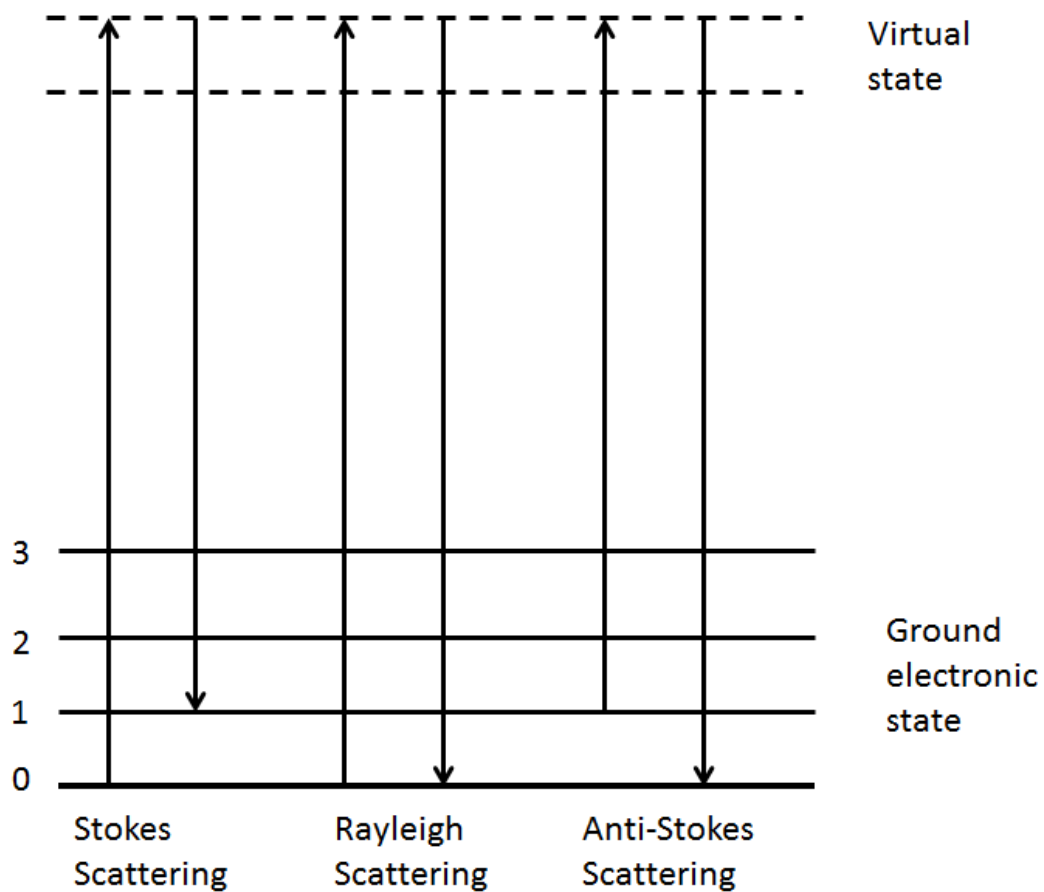 Virtual
state
3
2
1
0
Ground
electronic
state
Stokes
Scattering
Rayleigh
Scattering
Anti-Stokes
Scattering